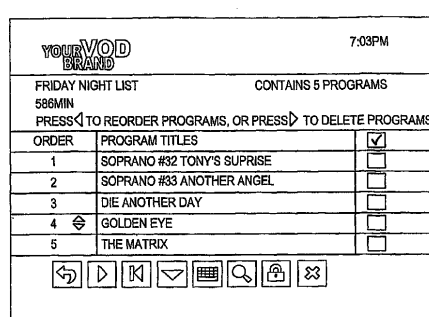 YOUR VOD 7:03PM
BRAND
FRIDAY NIGHT LIST CONTAINS 5 PROGRAMS
586MIN
PRESS◁ TO REORDER PROGRAMS, OR PRESS▷ TO DELETE PROGRAMS
ORDER PROGRAM TITLES
1 SOPRANO #32 TONY'S SUPRISE
2 SOPRANO #33 ANOTHER ANGEL
3 DIE ANOTHER DAY
4 GOLDEN EYE
5 THE MATRIX